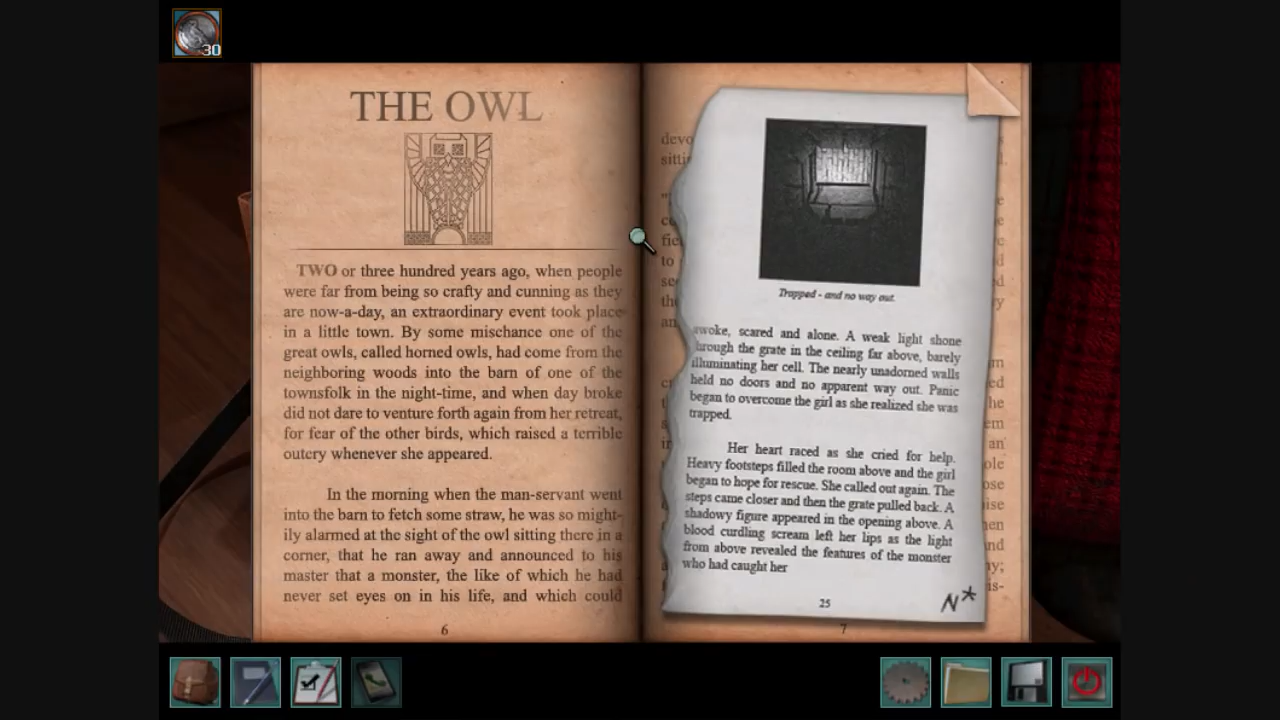 30
THE OWL
TWO or three hundred years ago, when people
were far from being so crafty and cunning as they
are now-a-day, an extraordinary event took place
in a little town. By some mischance one of the
great owls, called horned owls, had come from the
neighboring woods into the barn of one of the
townsfolk in the night-time, and when day broke
did not dare to venture forth again from her retreat,
for fear of the other birds, which raised a terrible
outcry whenever she appeared.
In the morning when the man-servant went
into the barn to fetch some straw, he was so might-
ily alarmed at the sight of the owl sitting there in a
corner, that he ran away and announced to his
master that a monster, the like of which he had
never set eyes on in his life, and which could
6
Trapped - and no way out.
awoke, scared and alone. A weak light shone
through the grate in the ceiling far above, barely
illuminating her cell. The nearly unadorned walls
held no doors and no apparent way out. Panic
began to overcome the girl as she realized she was
trapped.
Her heart raced as she cried for help.
Heavy footsteps filled the room above and the girl
began to hope for rescue. She called out again. The
steps came closer and then the grate pulled back. A
shadowy figure appeared in the opening above. A
blood curdling scream left her lips as the light
from above revealed the features of the monster
who had caught her
25
N*
7